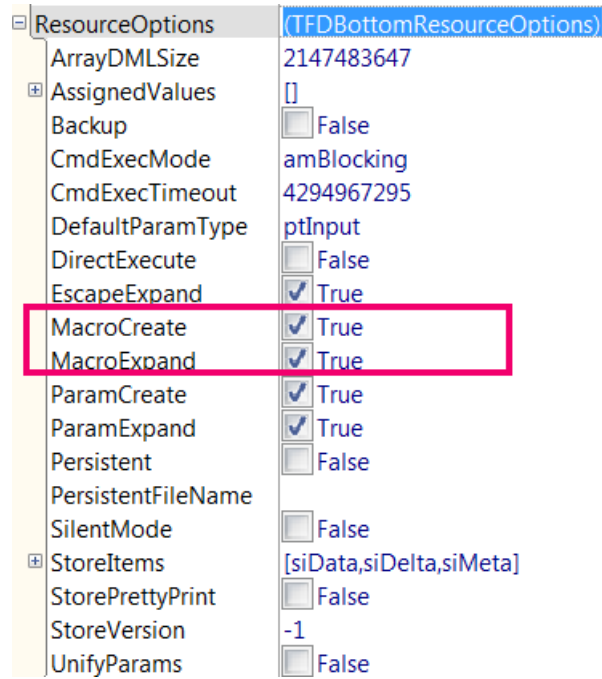 ResourceOptions (TFDBottomResourceOptions)
ArrayDMLSize 2147483647
AssignedValues []
Backup False
CmdExecMode amBlocking
CmdExecTimeout 4294967295
DefaultParamType ptInput
DirectExecute False
EscapeExpand True
MacroCreate True
MacroExpand True
ParamCreate True
ParamExpand True
Persistent False
PersistentFileName
SilentMode False
StoreItems [siData,siDelta,siMeta]
StorePrettyPrint False
StoreVersion -1
UnifyParams False